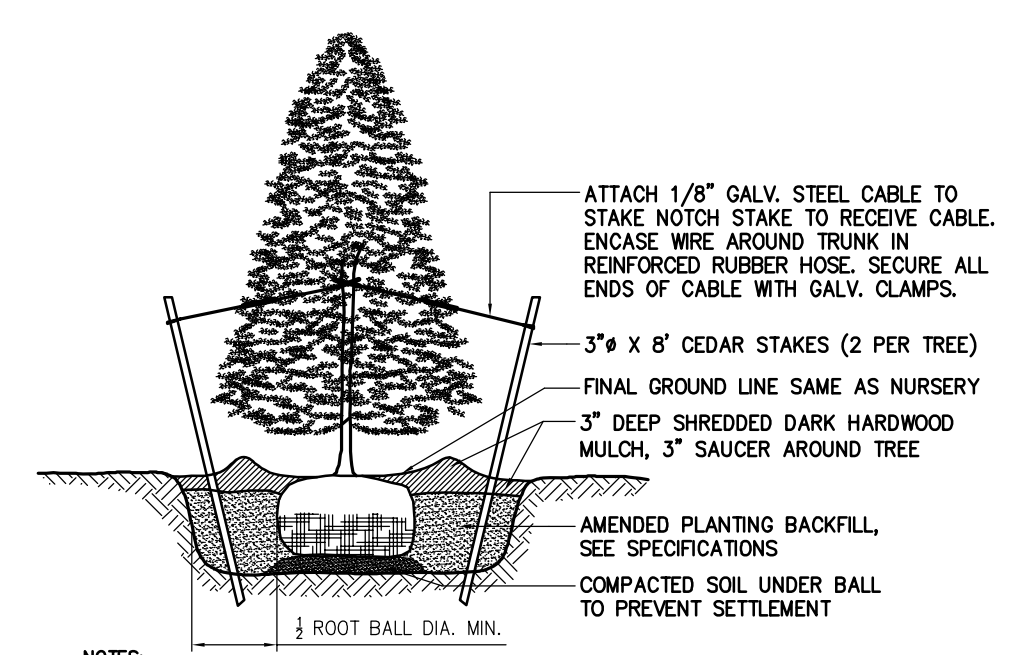 ATTACH 1/8" GALV. STEEL CABLE TO
STAKE NOTCH STAKE TO RECEIVE CABLE.
ENCASE WIRE AROUND TRUNK IN
REINFORCED RUBBER HOSE. SECURE ALL
ENDS OF CABLE WITH GALV. CLAMPS.
3"ø X 8' CEDAR STAKES (2 PER TREE)
FINAL GROUND LINE SAME AS NURSERY
3" DEEP SHREDDED DARK HARDWOOD
MULCH, 3" SAUCER AROUND TREE
AMENDED PLANTING BACKFILL,
SEE SPECIFICATIONS
COMPACTED SOIL UNDER BALL
TO PREVENT SETTLEMENT
½ ROOT BALL DIA. MIN.
NOTES: